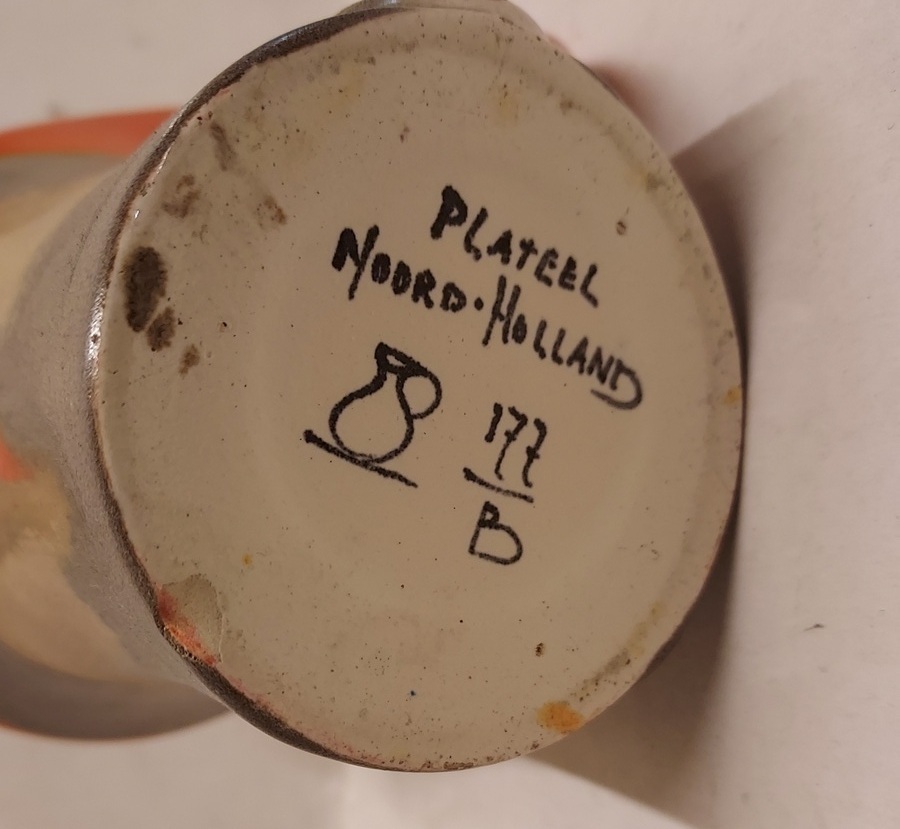 PLATEEL
NOORD-HOLLAND
177
B